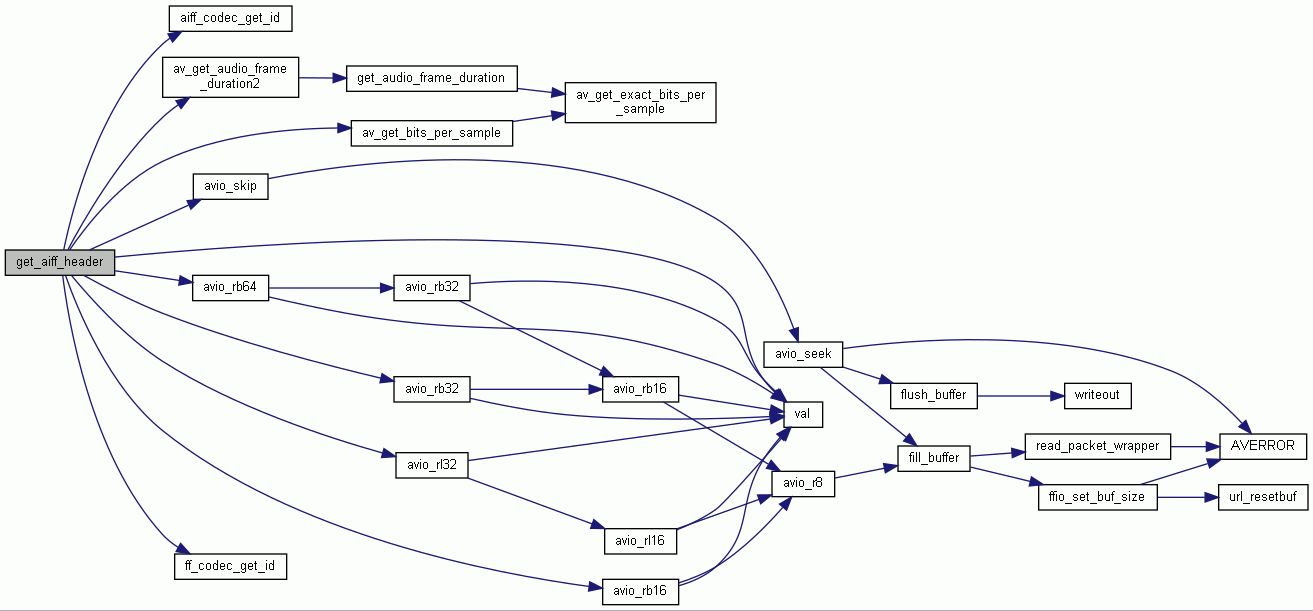 aiff_codec_get_id
av_get_audio_frame
_duration2
get_audio_frame_duration
av_get_exact_bits_per
_sample
av_get_bits_per_sample
avio_skip
get_aiff_header
avio_rb64
avio_rb32
avio_seek
avio_rb32
avio_rb16
flush_buffer
writeout
val
AVERROR
read_packet_wrapper
fill_buffer
avio_rl32
avio_r8
ffio_set_buf_size
url_resetbuf
avio_rl16
ff_codec_get_id
avio_rb16